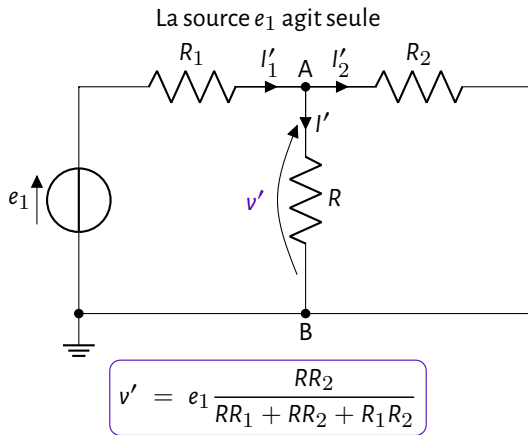 La source e₁ agit seule
R₁ I′₁ A I′₂ R₂
I′
e₁ v′ R
B
v′ = e₁ RR₂ / (RR₁ + RR₂ + R₁R₂)